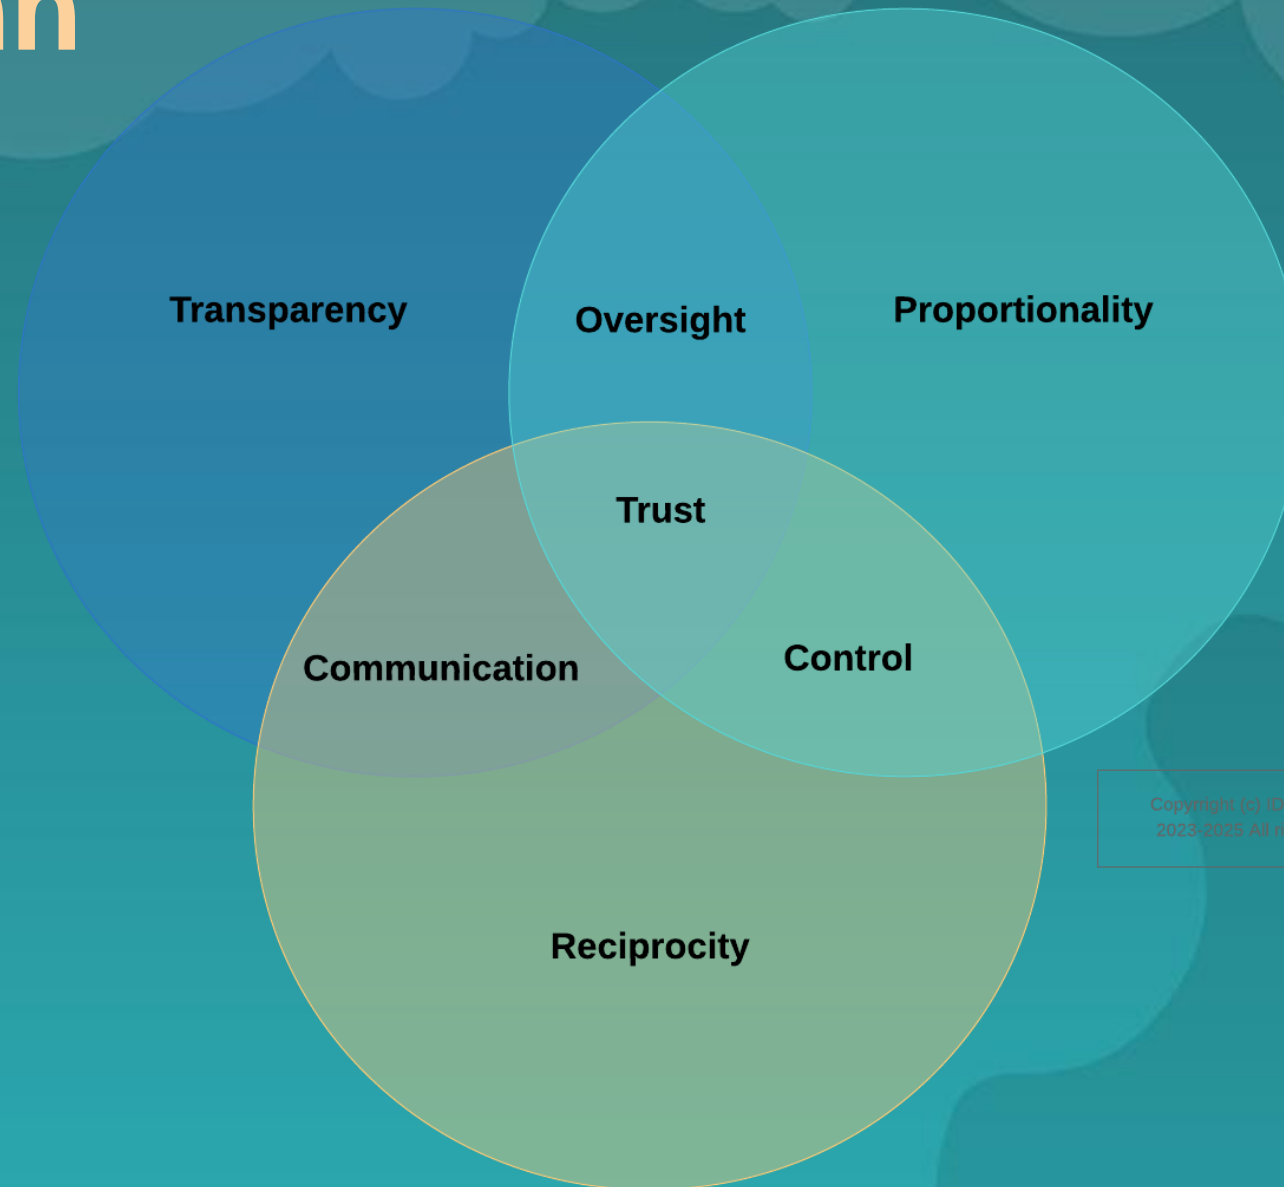 Transparency
Oversight
Proportionality
Trust
Communication
Control
Copyright (c)
2023-2025 All
Reciprocity